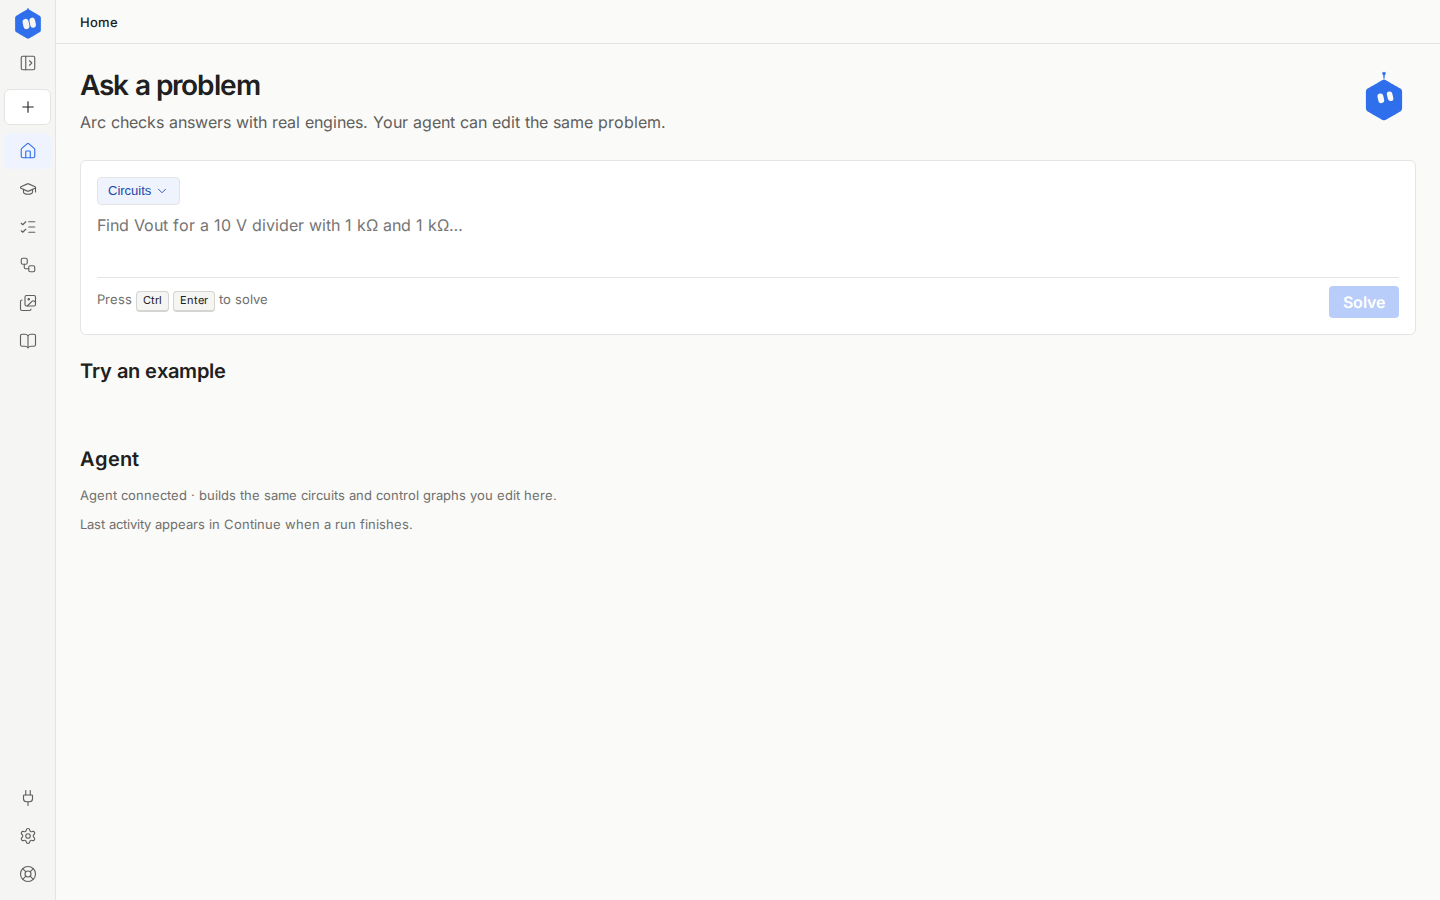 Home
Ask a problem
Arc checks answers with real engines. Your agent can edit the same problem.
Circuits
Find Vout for a 10 V divider with 1 kΩ and 1 kΩ...
Press Ctrl Enter to solve
Solve
Try an example
Agent
Agent connected · builds the same circuits and control graphs you edit here.
Last activity appears in Continue when a run finishes.